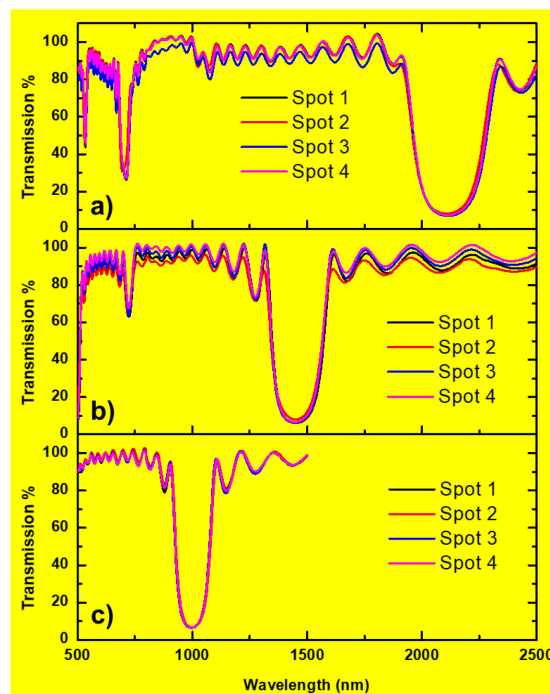 100
80
60
40
20
0
Transmission %
Spot 1
Spot 2
Spot 3
Spot 4
a)
100
80
60
40
20
0
Transmission %
Spot 1
Spot 2
Spot 3
Spot 4
b)
100
80
60
40
20
0
Transmission %
Spot 1
Spot 2
Spot 3
Spot 4
c)
500 1000 1500 2000 2500
Wavelength (nm)